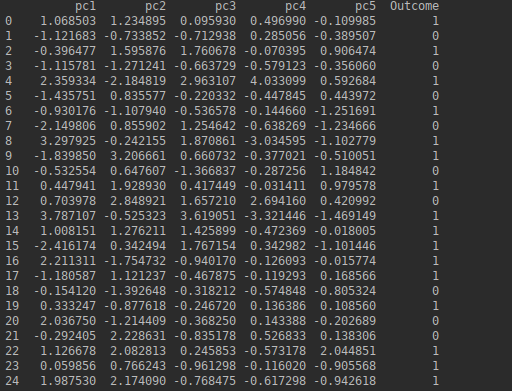 pc1 pc2 pc3 pc4 pc5 Outcome
0 1.068503 1.234895 0.095930 0.496990 -0.109985 1
1 -1.121683 -0.733852 -0.712938 0.285056 -0.389507 0
2 -0.396477 1.595876 1.760678 -0.070395 0.906474 1
3 -1.115781 -1.271241 -0.663729 -0.579123 -0.356060 0
4 2.359334 -2.184819 2.963107 4.033099 0.592684 1
5 -1.435751 0.835577 -0.220332 -0.447845 0.443972 0
6 -0.930176 -1.107940 -0.536578 -0.144660 -1.251691 1
7 -2.149806 0.855902 1.254642 -0.638269 -1.234666 0
8 3.297925 -0.242155 1.870861 -3.034595 -1.102779 1
9 -1.839850 3.206661 0.660732 -0.377021 -0.510051 1
10 -0.532554 0.647607 -1.366837 -0.287256 1.184842 0
11 0.447941 1.928930 0.417449 -0.031411 0.979578 1
12 0.703978 2.848921 1.657210 2.694160 0.420992 0
13 3.787107 -0.525323 3.619051 -3.321446 -1.469149 1
14 1.008151 1.276211 1.425899 -0.472369 -0.018005 1
15 -2.416174 0.342494 1.767154 0.342982 -1.101446 1
16 2.211311 -1.754732 -0.940170 -0.126093 -0.015774 1
17 -1.180587 1.121237 -0.467875 -0.119293 0.168566 1
18 -0.154120 -1.392648 -0.318212 -0.574848 -0.805324 0
19 0.333247 -0.877618 -0.246720 0.136386 0.108560 1
20 2.036750 -1.214409 -0.368250 0.143388 -0.202689 0
21 -0.292405 2.228631 -0.835178 0.526833 0.138306 0
22 1.126678 2.082813 0.245853 -0.573178 2.044851 1
23 0.059856 0.766243 -0.961298 -0.116020 -0.905568 1
24 1.987530 2.174090 -0.768475 -0.617298 -0.942618 1